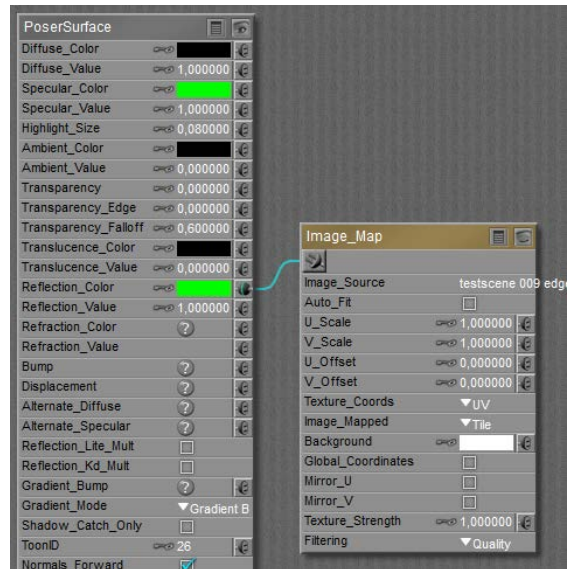 PoserSurface
Diffuse_Color
Diffuse_Value 1,000000
Specular_Color
Specular_Value 1,000000
Highlight_Size 0,080000
Ambient_Color
Ambient_Value 0,000000
Transparency 0,000000
Transparency_Edge 0,000000
Transparency_Falloff 0,600000
Translucence_Color
Translucence_Value 0,000000
Reflection_Color
Reflection_Value 1,000000
Refraction_Color ?
Refraction_Value
Bump ?
Displacement ?
Alternate_Diffuse ?
Alternate_Specular ?
Reflection_Lite_Mult
Reflection_Kd_Mult
Gradient_Bump ?
Gradient_Mode Gradient B
Shadow_Catch_Only
ToonID 26
Normals_Forward
Image_Map
Image_Source testscene 009 edge
Auto_Fit
U_Scale 1,000000
V_Scale 1,000000
U_Offset 0,000000
V_Offset 0,000000
Texture_Coords UV
Image_Mapped Tile
Background
Global_Coordinates
Mirror_U
Mirror_V
Texture_Strength 1,000000
Filtering Quality